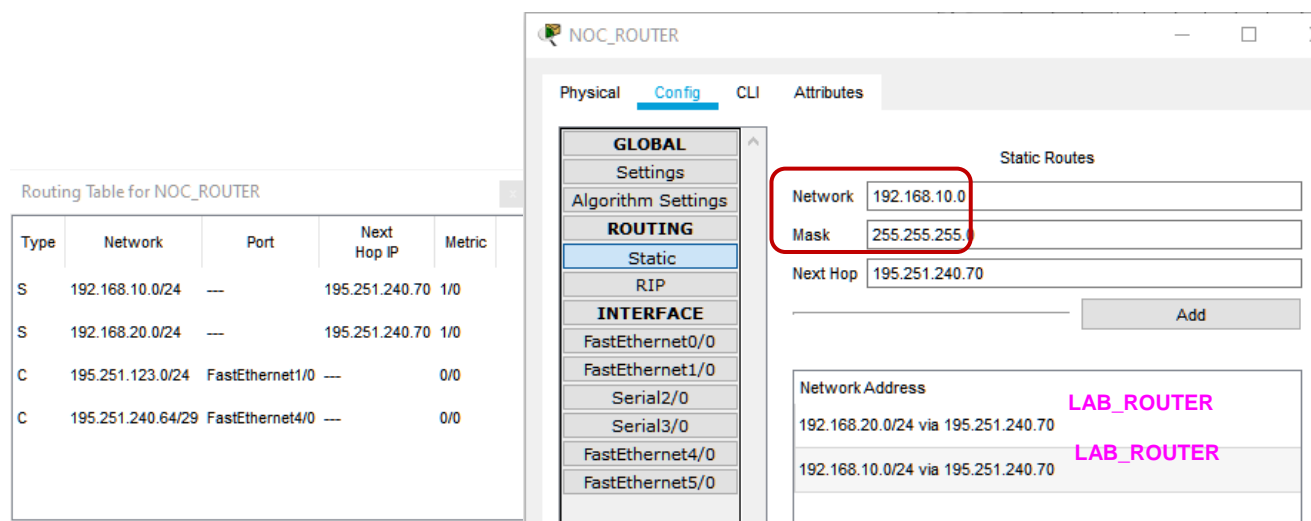 NOC_ROUTER
Physical Config CLI Attributes
GLOBAL
Settings
Algorithm Settings
ROUTING
Static
RIP
INTERFACE
FastEthernet0/0
FastEthernet1/0
Serial2/0
Serial3/0
FastEthernet4/0
FastEthernet5/0
Static Routes
Network 192.168.10.0
Mask 255.255.255.0
Next Hop 195.251.240.70
Add
Network Address
LAB_ROUTER
192.168.20.0/24 via 195.251.240.70
LAB_ROUTER
192.168.10.0/24 via 195.251.240.70
Routing Table for NOC_ROUTER
x
Type Network Port Next Hop IP Metric
S 192.168.10.0/24 --- 195.251.240.70 1/0
S 192.168.20.0/24 --- 195.251.240.70 1/0
C 195.251.123.0/24 FastEthernet1/0 --- 0/0
C 195.251.240.64/29 FastEthernet4/0 --- 0/0